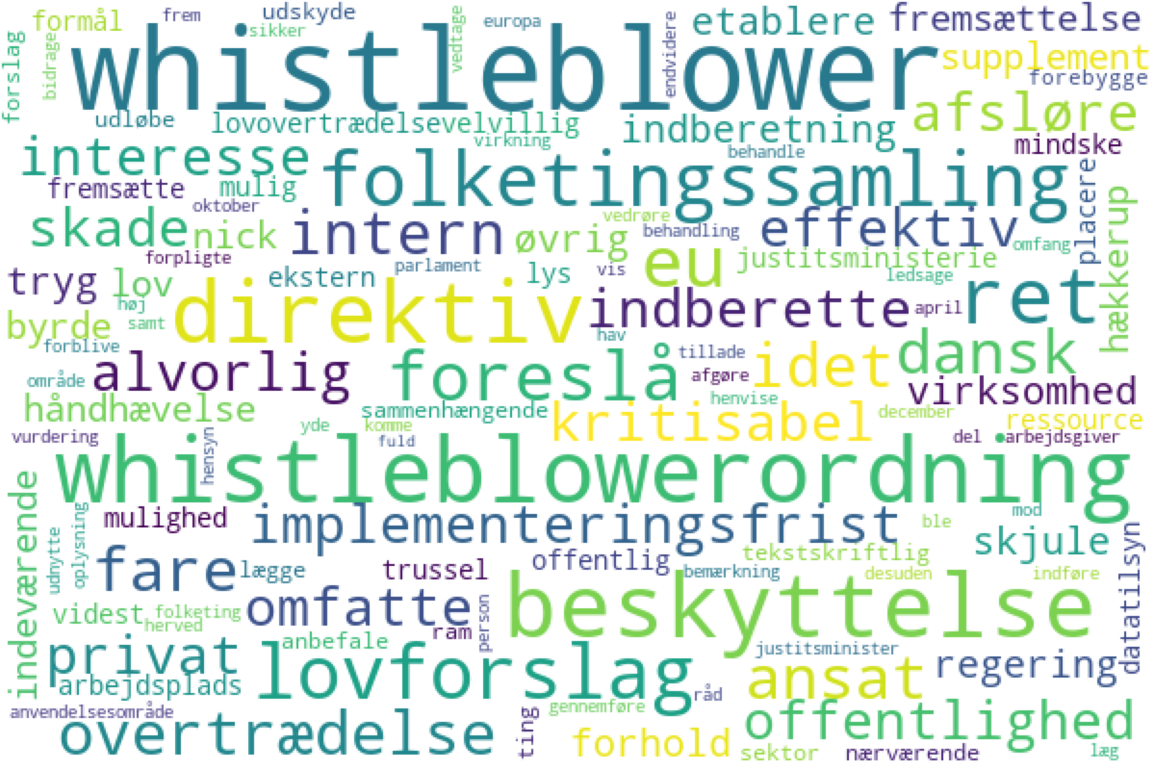 formål frem udskyde europa etablere fremsættelse
forslag bidrage sikker vedtage endvidere
whistleblower supplement
forebygge
udløbe lovovertrædelsevelvillig indberetning afsløre
virkning mindske
interesse folketingssamling behandle
fremsætte mulig placere
oktober
skade nick intern øvrig vedrøre behandling effektiv omfang
forpligte hækkerup
tryg lov ekstern parlament lys vis eu justitsministerie
ledsage
høj direktiv indberette april ret
byrde samt
forblive hav
område alvorlig foreslå tillade idet dansk
afgøre virksomhed
håndhævelse sammenhængende henvise
yde komme kritisabel december ressource
vurdering hensyn fuld del arbejdsgiver
whistleblowerordning
indeværende mulighed implementeringsfrist ble mod
udnytte oplysning skjule
fare lægge trussel offentlig tekstskriftlig datatilsyn
bemærkning desuden indføre
videst folketing omfatte beskyttelse
herved ram person
anbefale justitsminister
privat lovforslag ansat regering
arbejdsplads råd
anvendelsesområde gennemføre
overtrædelse ting forhold offentlighed
sektor nærværende læg